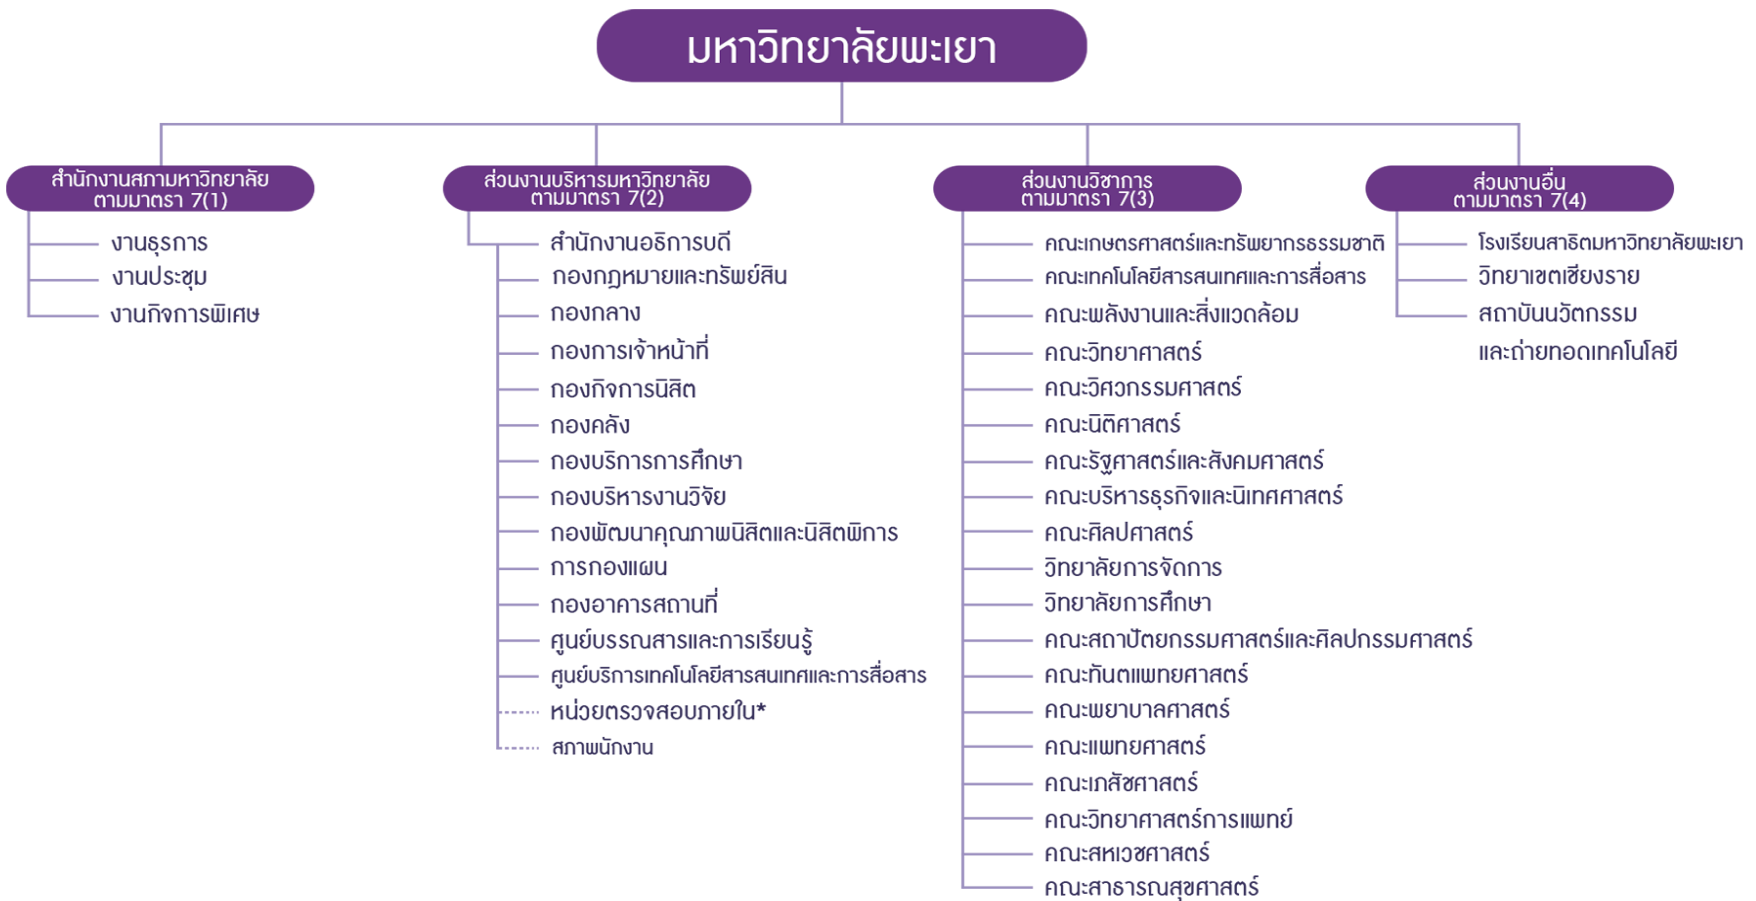 มหาวิทยาลัยพะเยา
สำนักงานสภามหาวิทยาลัย
ตามมาตรา 7(1)
งานธุรการ
งานประชุม
งานกิจการพิเศษ
ส่วนงานบริหารมหาวิทยาลัย
ตามมาตรา 7(2)
สำนักงานอธิการบดี
กองกฎหมายและทรัพย์สิน
กองกลาง
กองการเจ้าหน้าที่
กองกิจการนิสิต
กองคลัง
กองบริการการศึกษา
กองบริหารงานวิจัย
กองพัฒนาคุณภาพนิสิตและนิสิตพิการ
การกองแผน
กองอาคารสถานที่
ศูนย์บรรณสารและการเรียนรู้
ศูนย์บริการเทคโนโลยีสารสนเทศและการสื่อสาร
หน่วยตรวจสอบภายใน*
สภาพนักงาน
ส่วนงานวิชาการ
ตามมาตรา 7(3)
คณะเกษตรศาสตร์และทรัพยากรธรรมชาติ
คณะเทคโนโลยีสารสนเทศและการสื่อสาร
คณะพลังงานและสิ่งแวดล้อม
คณะวิทยาศาสตร์
คณะวิศวกรรมศาสตร์
คณะนิติศาสตร์
คณะรัฐศาสตร์และสังคมศาสตร์
คณะบริหารธุรกิจและนิเทศศาสตร์
คณะศิลปศาสตร์
วิทยาลัยการจัดการ
วิทยาลัยการศึกษา
คณะสถาปัตยกรรมศาสตร์และศิลปกรรมศาสตร์
คณะทันตแพทยศาสตร์
คณะพยาบาลศาสตร์
คณะแพทยศาสตร์
คณะเภสัชศาสตร์
คณะวิทยาศาสตร์การแพทย์
คณะสหเวชศาสตร์
คณะสาธารณสุขศาสตร์
ส่วนงานอื่น
ตามมาตรา 7(4)
โรงเรียนสาธิตมหาวิทยาลัยพะเยา
วิทยาเขตเชียงราย
สถาบันนวัตกรรม
และถ่ายทอดเทคโนโลยี